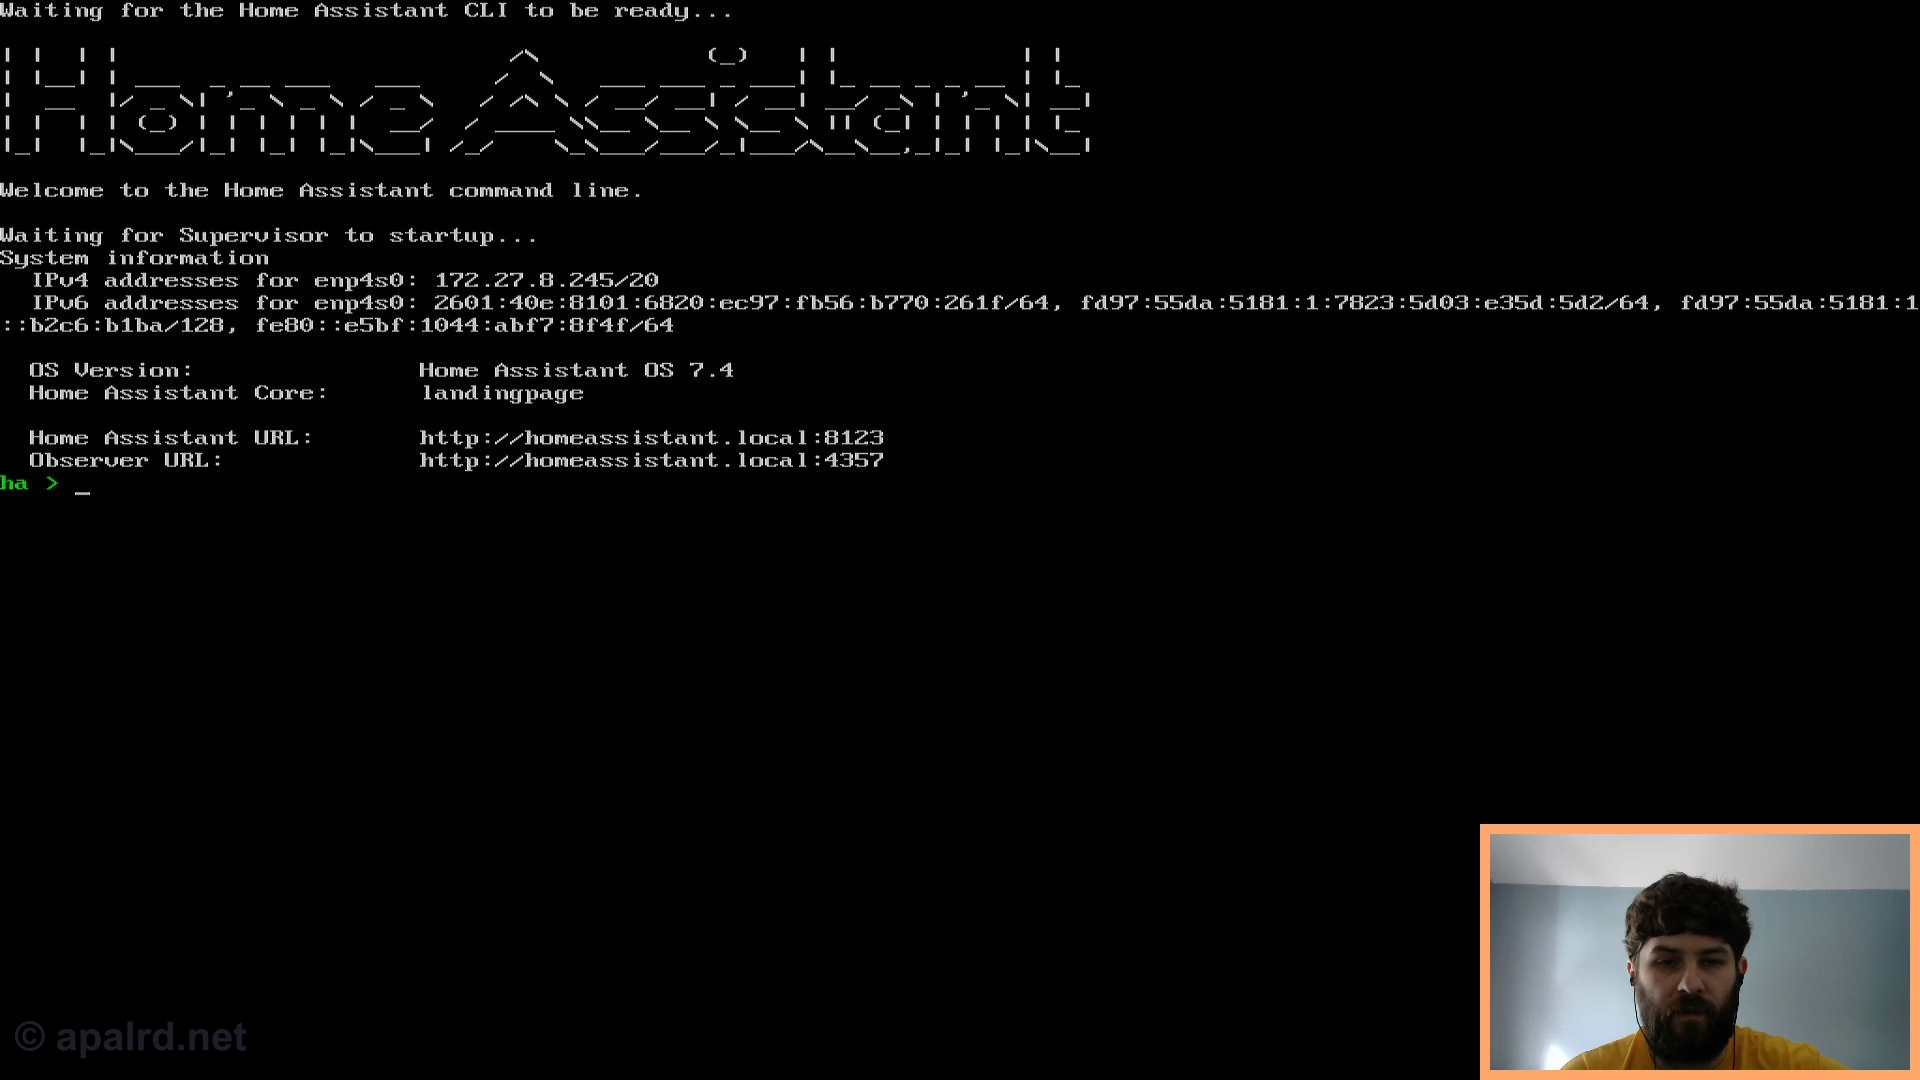 Waiting for the Home Assistant CLI to be ready...
Home Assistant
Welcome to the Home Assistant command line.
Waiting for Supervisor to startup...
System information
IPv4 addresses for enp4s0: 172.27.8.245/20
IPv6 addresses for enp4s0: 2601:40e:8101:6820:ec97:fb56:b770:261f/64, fd97:55da:5181:1:7823:5d03:e35d:5d2/64, fd97:55da:5181:1
::b2c6:b1ba/128, fe80::e5bf:1044:abf7:8f4f/64
OS Version: Home Assistant OS 7.4
Home Assistant Core: landingpage
Home Assistant URL: http://homeassistant.local:8123
Observer URL: http://homeassistant.local:4357
ha > _
© apalrd.net